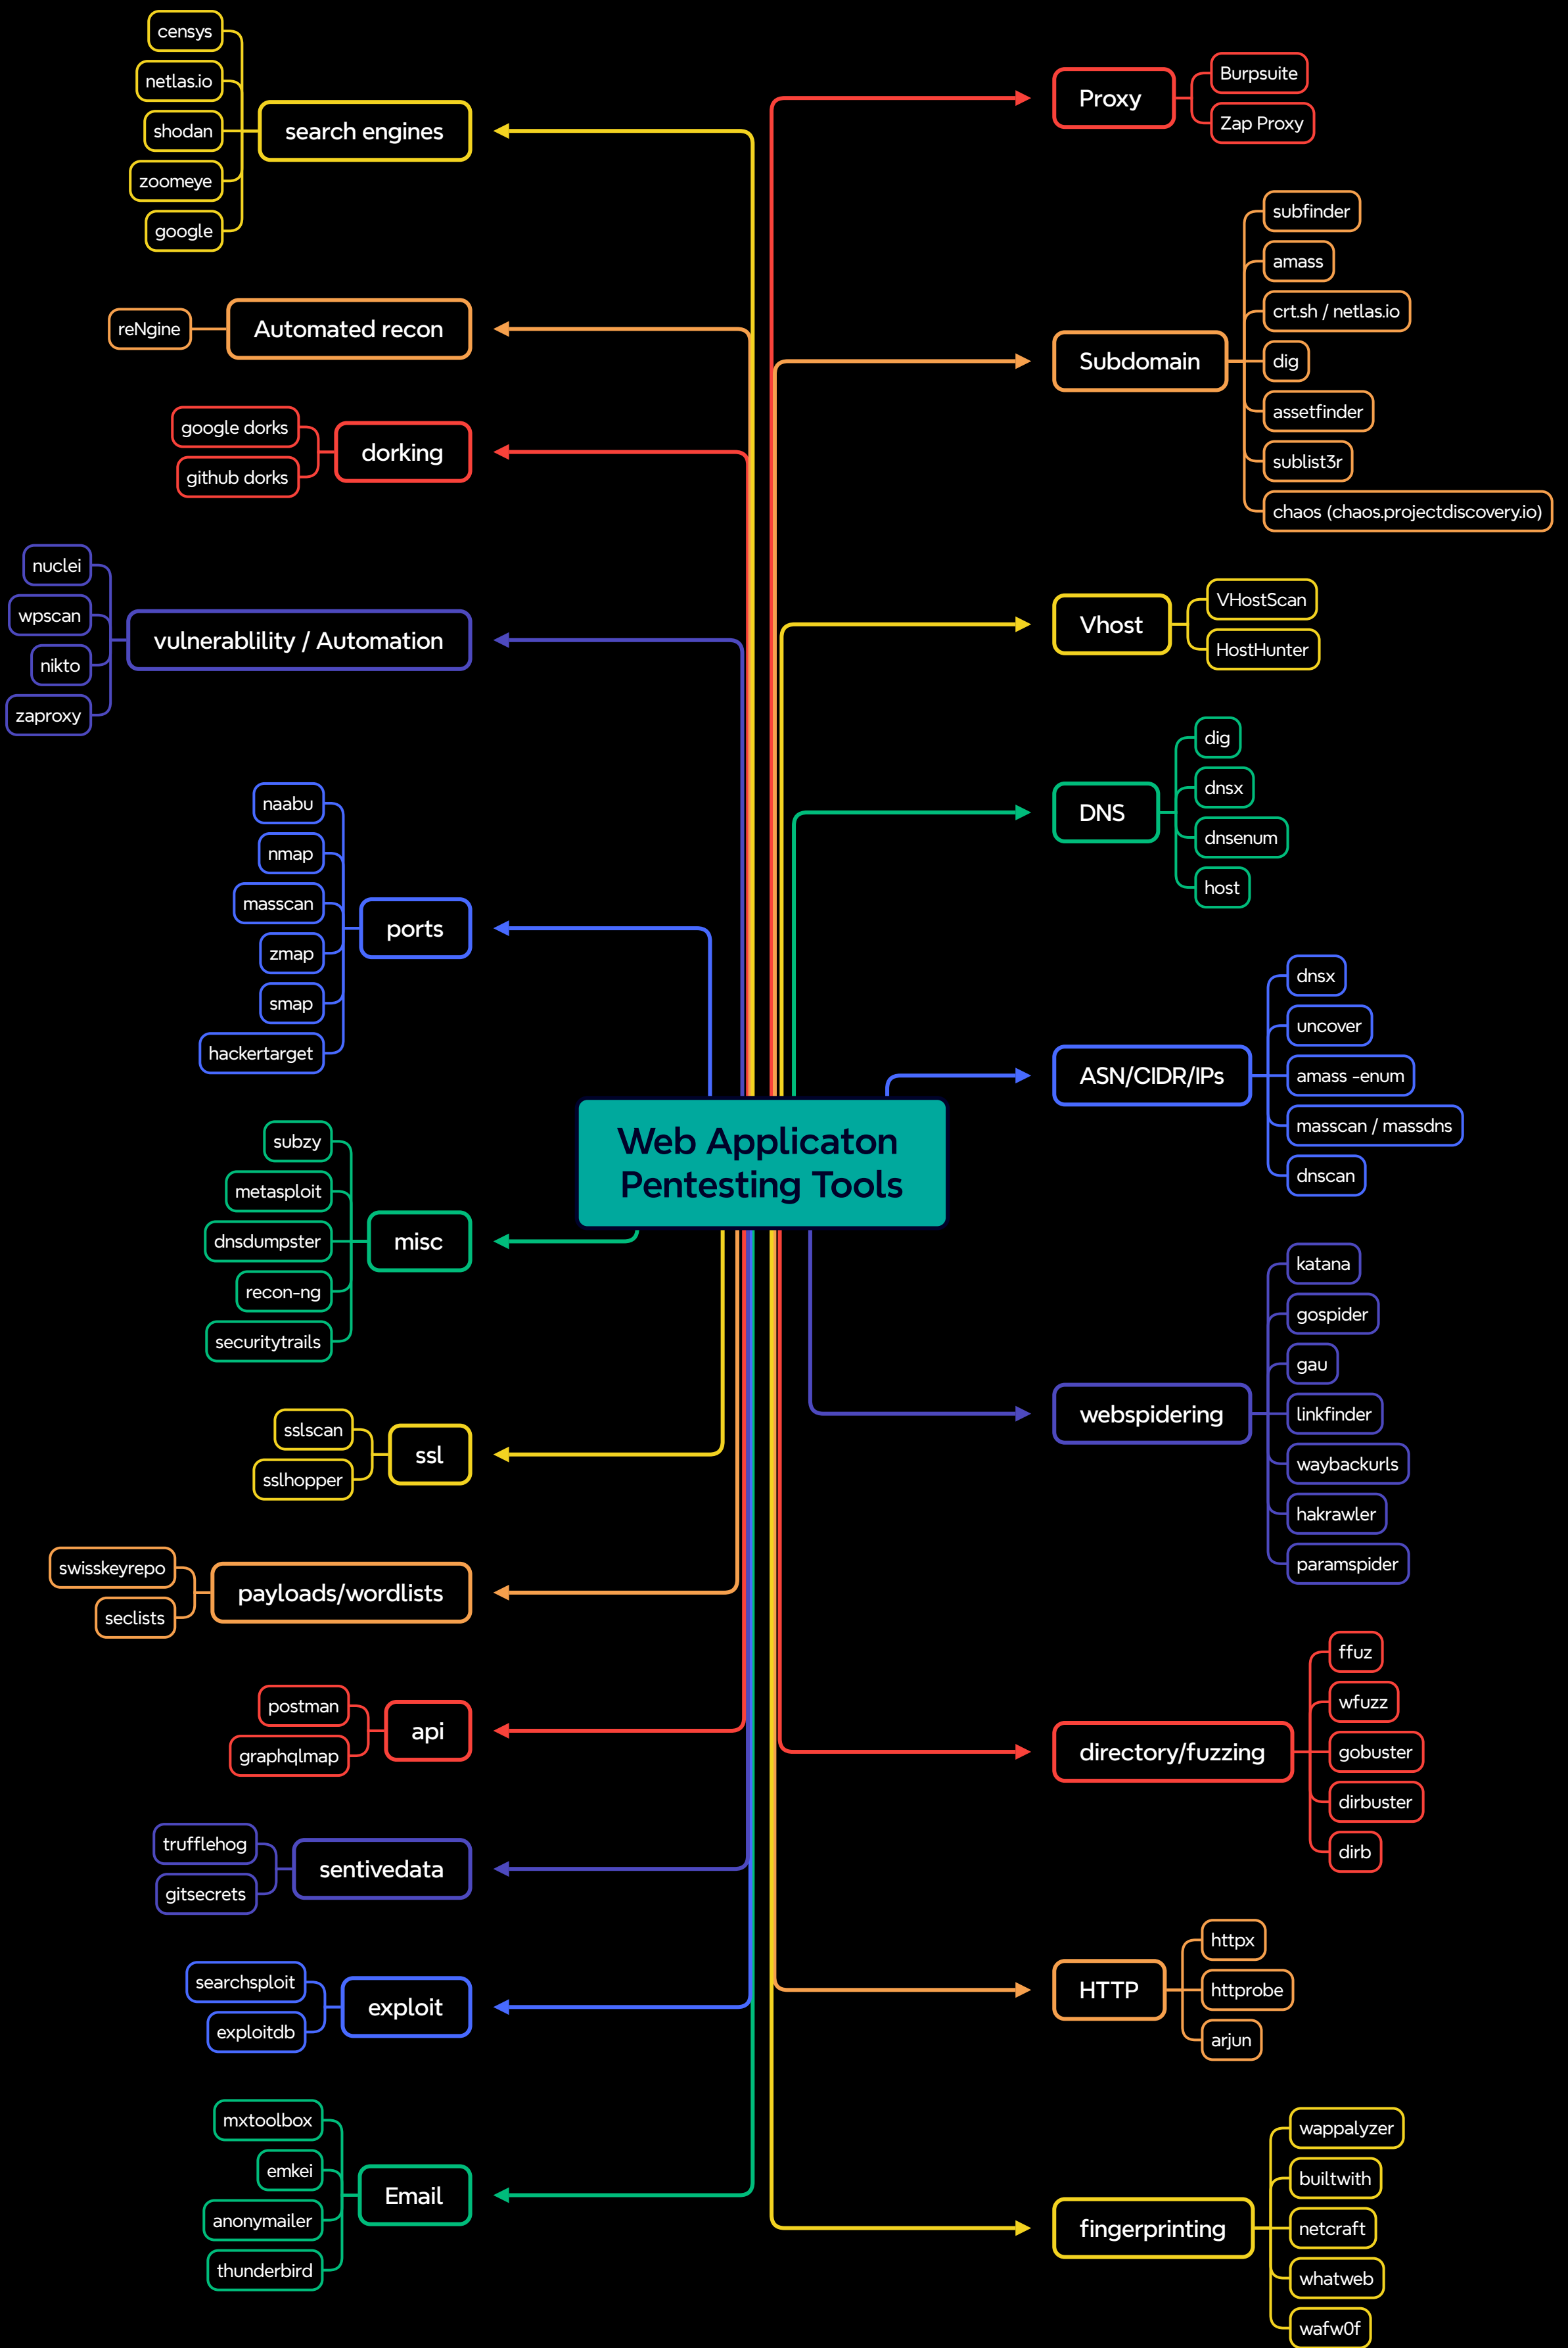 Web Applicaton
Pentesting Tools
Proxy
Burpsuite
Zap Proxy
Subdomain
subfinder
amass
crt.sh / netlas.io
dig
assetfinder
sublist3r
chaos (chaos.projectdiscovery.io)
Vhost
VHostScan
HostHunter
DNS
dig
dnsx
dnsenum
host
ASN/CIDR/IPs
dnsx
uncover
amass -enum
masscan / massdns
dnscan
webspidering
katana
gospider
gau
linkfinder
waybackurls
hakrawler
paramspider
directory/fuzzing
ffuz
wfuzz
gobuster
dirbuster
dirb
HTTP
httpx
httprobe
arjun
fingerprinting
wappalyzer
builtwith
netcraft
whatweb
wafw0f
search engines
censys
netlas.io
shodan
zoomeye
google
Automated recon
reNgine
dorking
google dorks
github dorks
vulnerablility / Automation
nuclei
wpscan
nikto
zaproxy
ports
naabu
nmap
masscan
zmap
smap
hackertarget
misc
subzy
metasploit
dnsdumpster
recon-ng
securitytrails
ssl
sslscan
sslhopper
payloads/wordlists
swisskeyrepo
seclists
api
postman
graphqlmap
sentivedata
trufflehog
gitsecrets
exploit
searchsploit
exploitdb
Email
mxtoolbox
emkei
anonymailer
thunderbird